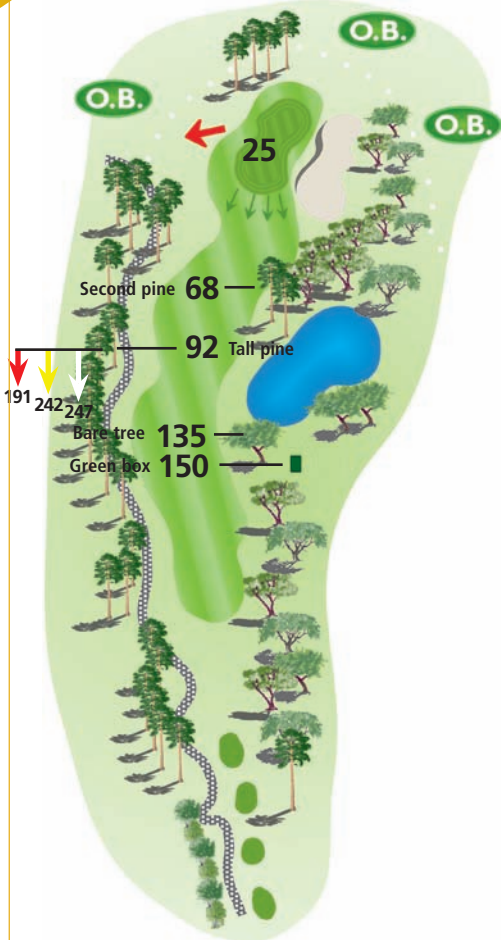 O.B.
O.B.
O.B.
25
Second pine 68
92 Tall pine
191 242 247
Bare tree 135
Green box 150